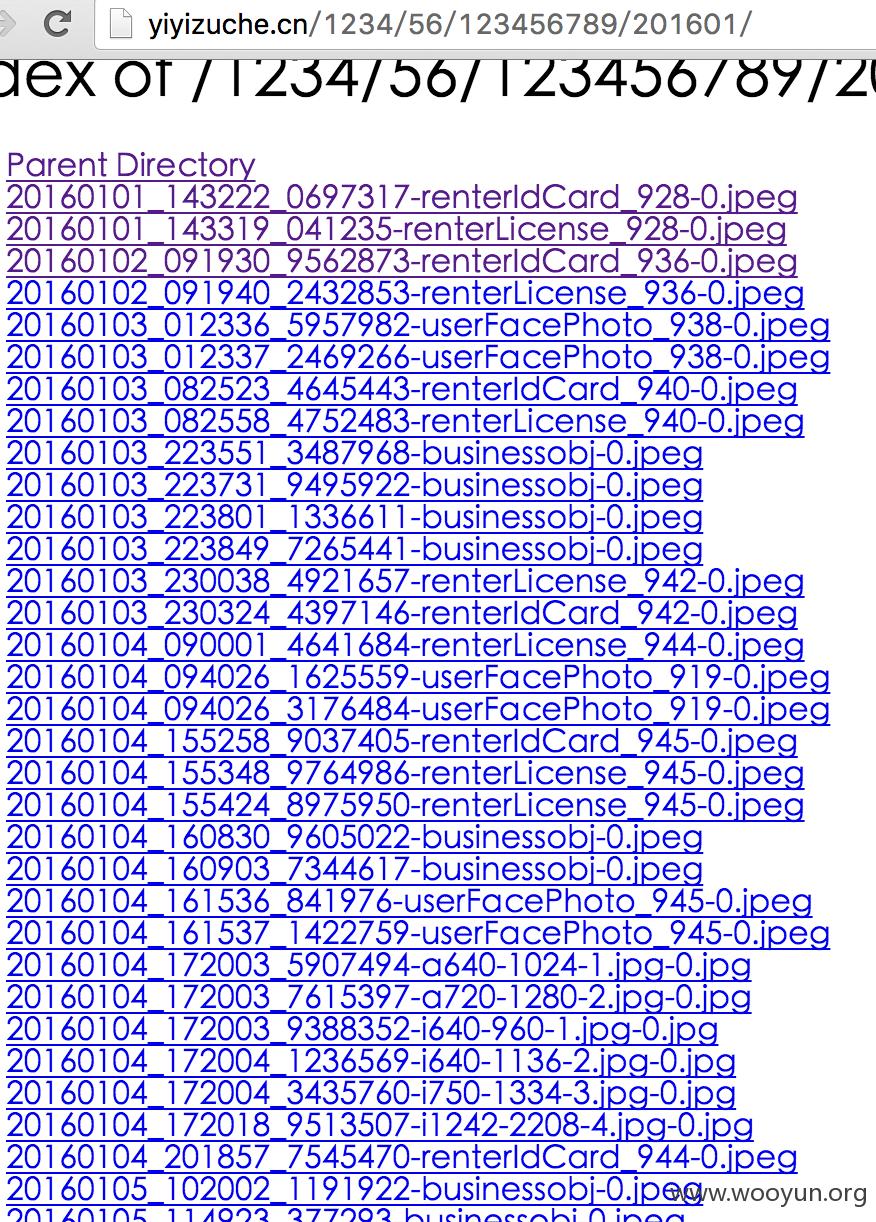 yiyizuche.cn/1234/56/123456789/201601/
dex of /1234/56/123456789/20
Parent Directory
20160101_143222_0697317-renterIdCard_928-0.jpeg
20160101_143319_041235-renterLicense_928-0.jpeg
20160102_091930_9562873-renterIdCard_936-0.jpeg
20160102_091940_2432853-renterLicense_936-0.jpeg
20160103_012336_5957982-userFacePhoto_938-0.jpeg
20160103_012337_2469266-userFacePhoto_938-0.jpeg
20160103_082523_4645443-renterIdCard_940-0.jpeg
20160103_082558_4752483-renterLicense_940-0.jpeg
20160103_223551_3487968-businessobj-0.jpeg
20160103_223731_9495922-businessobj-0.jpeg
20160103_223801_1336611-businessobj-0.jpeg
20160103_223849_7265441-businessobj-0.jpeg
20160103_230038_4921657-renterLicense_942-0.jpeg
20160103_230324_4397146-renterIdCard_942-0.jpeg
20160104_090001_4641684-renterLicense_944-0.jpeg
20160104_094026_1625559-userFacePhoto_919-0.jpeg
20160104_094026_3176484-userFacePhoto_919-0.jpeg
20160104_155258_9037405-renterIdCard_945-0.jpeg
20160104_155348_9764986-renterLicense_945-0.jpeg
20160104_155424_8975950-renterLicense_945-0.jpeg
20160104_160830_9605022-businessobj-0.jpeg
20160104_160903_7344617-businessobj-0.jpeg
20160104_161536_841976-userFacePhoto_945-0.jpeg
20160104_161537_1422759-userFacePhoto_945-0.jpeg
20160104_172003_5907494-a640-1024-1.jpg-0.jpg
20160104_172003_7615397-a720-1280-2.jpg-0.jpg
20160104_172003_9388352-i640-960-1.jpg-0.jpg
20160104_172004_1236569-i640-1136-2.jpg-0.jpg
20160104_172004_3435760-i750-1334-3.jpg-0.jpg
20160104_172018_9513507-i1242-2208-4.jpg-0.jpg
20160104_201857_7545470-renterIdCard_944-0.jpeg
20160105_102002_1191922-businessobj-0.jpeg
www.wooyun.org
20160105_114923_377293-businessobj-0.jpeg